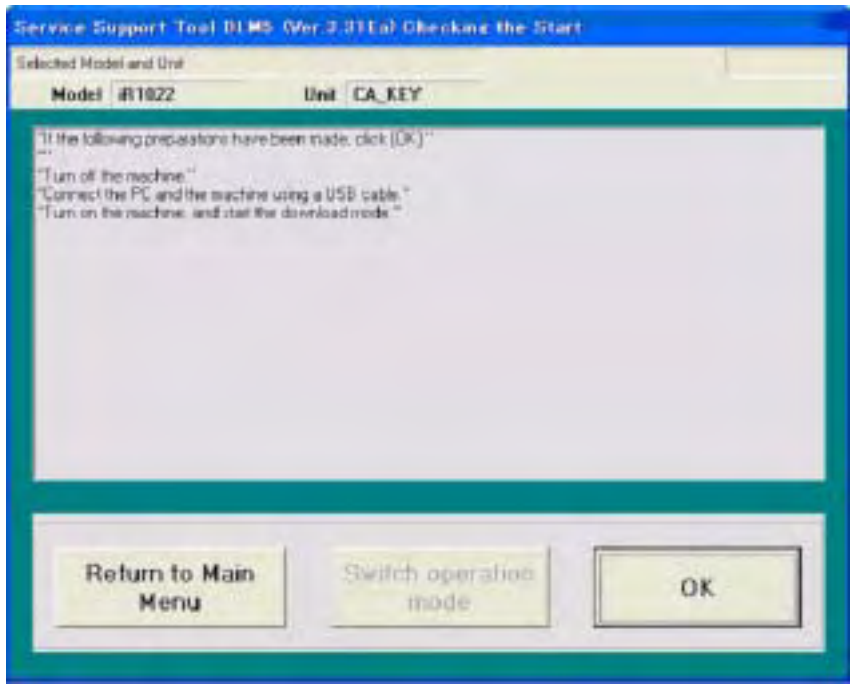 Service Support Tool DLM5 (Ver.3.31Ea) Checking the Start
Selected Model and Unit
Model iR1022 Unit CA_KEY
"If the following preparations have been made, click [OK]"
""
"Turn off the machine."
"Connect the PC and the machine using a USB cable."
"Turn on the machine, and start the download mode."
Return to Main
Menu
Switch operation
mode
OK